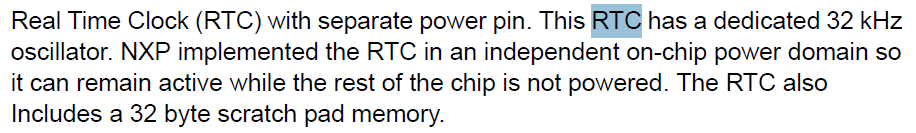 Real Time Clock (RTC) with separate power pin. This RTC has a dedicated 32 kHz
oscillator. NXP implemented the RTC in an independent on-chip power domain so
it can remain active while the rest of the chip is not powered. The RTC also
Includes a 32 byte scratch pad memory.